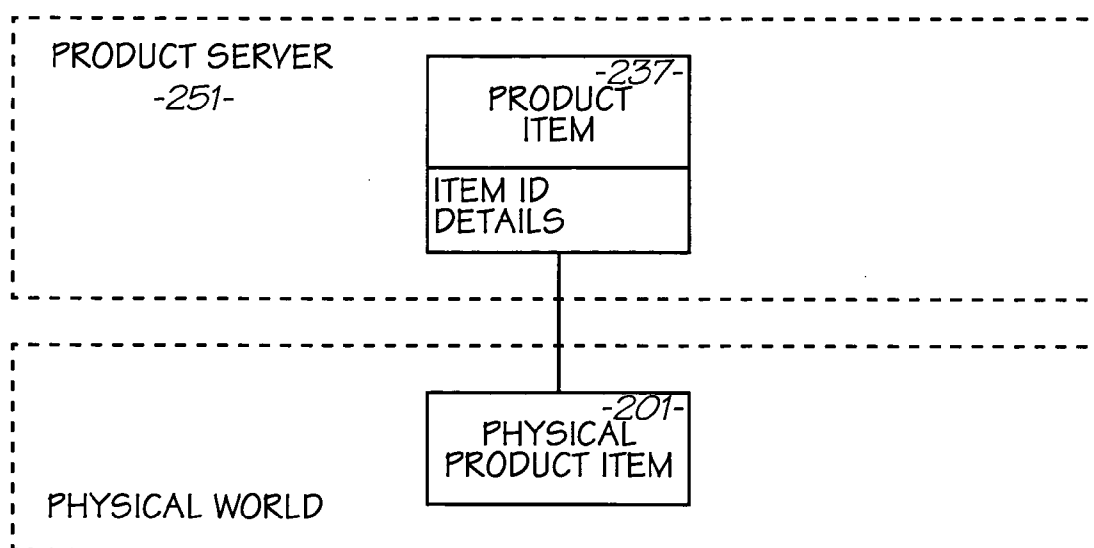 PRODUCT SERVER
-251-
-237-
PRODUCT
ITEM
ITEM ID
DETAILS
-201-
PHYSICAL
PRODUCT ITEM
PHYSICAL WORLD